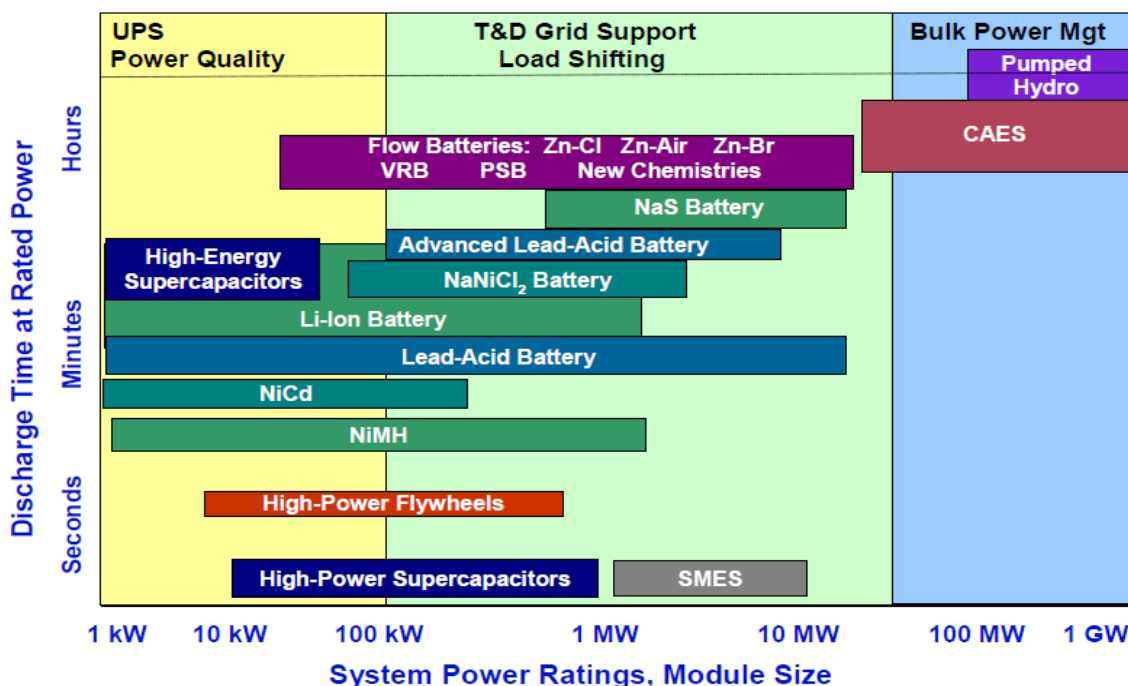 UPS
Power Quality
T&D Grid Support
Load Shifting
Bulk Power Mgt
Pumped
Hydro
CAES
Flow Batteries: Zn-Cl Zn-Air Zn-Br
VRB PSB New Chemistries
NaS Battery
Advanced Lead-Acid Battery
High-Energy
Supercapacitors
NaNiCl₂ Battery
Li-Ion Battery
Lead-Acid Battery
NiCd
NiMH
High-Power Flywheels
High-Power Supercapacitors
SMES
Discharge Time at Rated Power
Hours
Minutes
Seconds
1 kW 10 kW 100 kW 1 MW 10 MW 100 MW 1 GW
System Power Ratings, Module Size